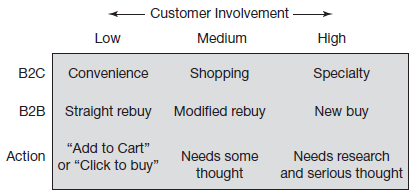 Customer Involvement
Low Medium High
B2C Convenience Shopping Specialty
B2B Straight rebuy Modified rebuy New buy
Action “Add to Cart” or “Click to buy” Needs some thought Needs research and serious thought